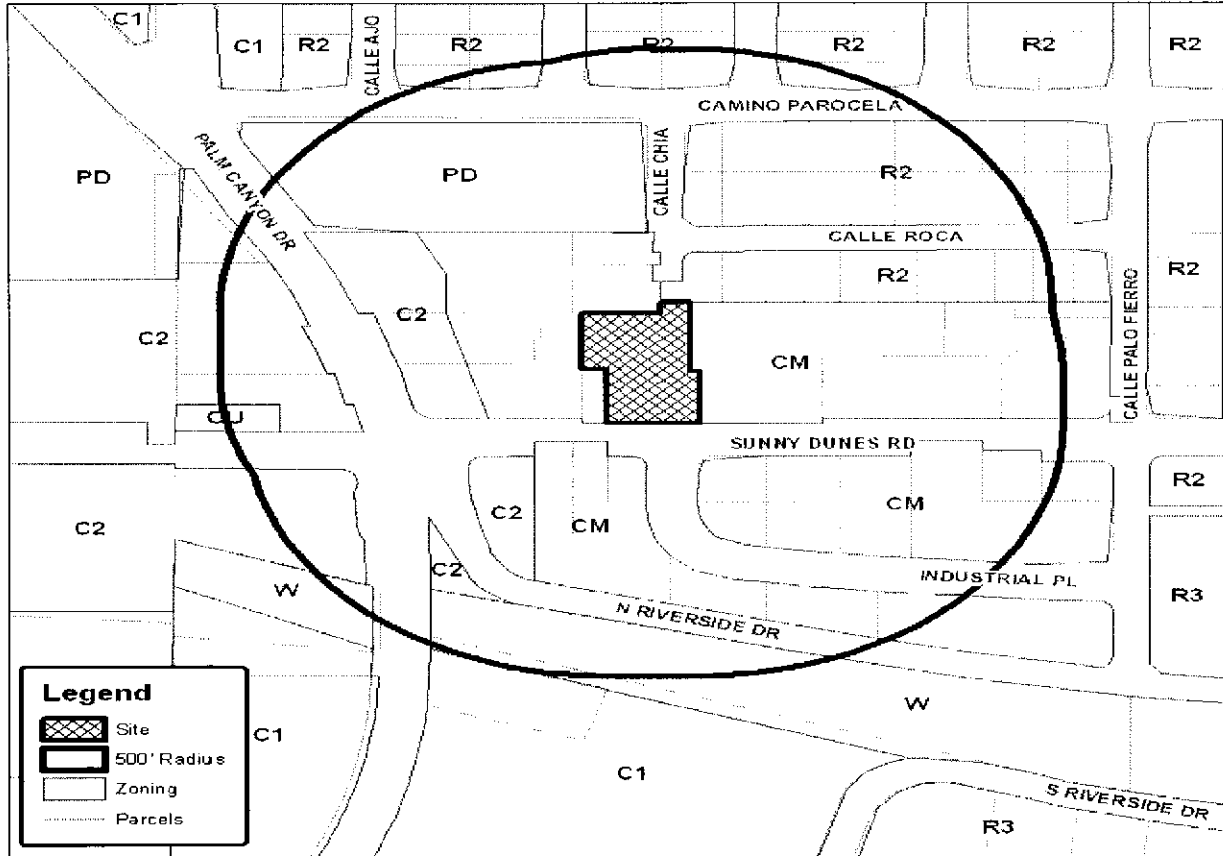 C1
C1
R2
CALLE AJO
R2
R2
R2
R2
R2
CAMINO PAROCELA
PALM CANYON DR
PD
PD
CALLE CHIA
R2
CALLE ROCA
R2
R2
CALLE PALO FIERRO
C2
C2
CM
SUNNY DUNES RD
C2
C2
CM
CM
R2
C2
W
INDUSTRIAL PL
R3
N RIVERSIDE DR
W
C1
C1
S RIVERSIDE DR
R3
Legend
Site
500' Radius
Zoning
Parcels